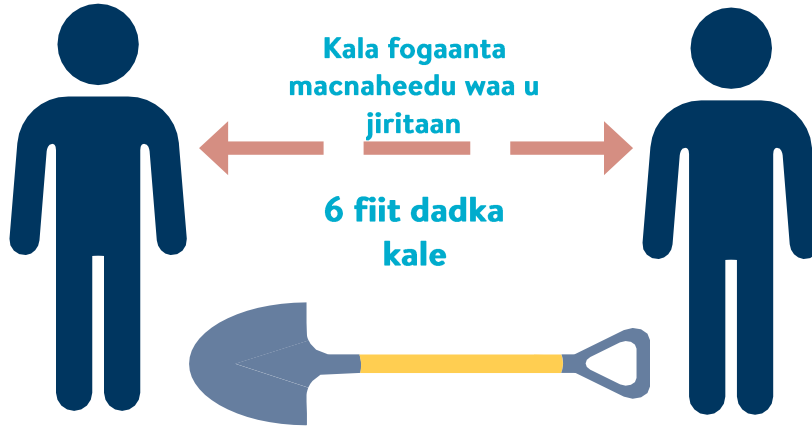 Kala fogaanta
macnaheedu waa u
jiritaan
6 fiit dadka
kale